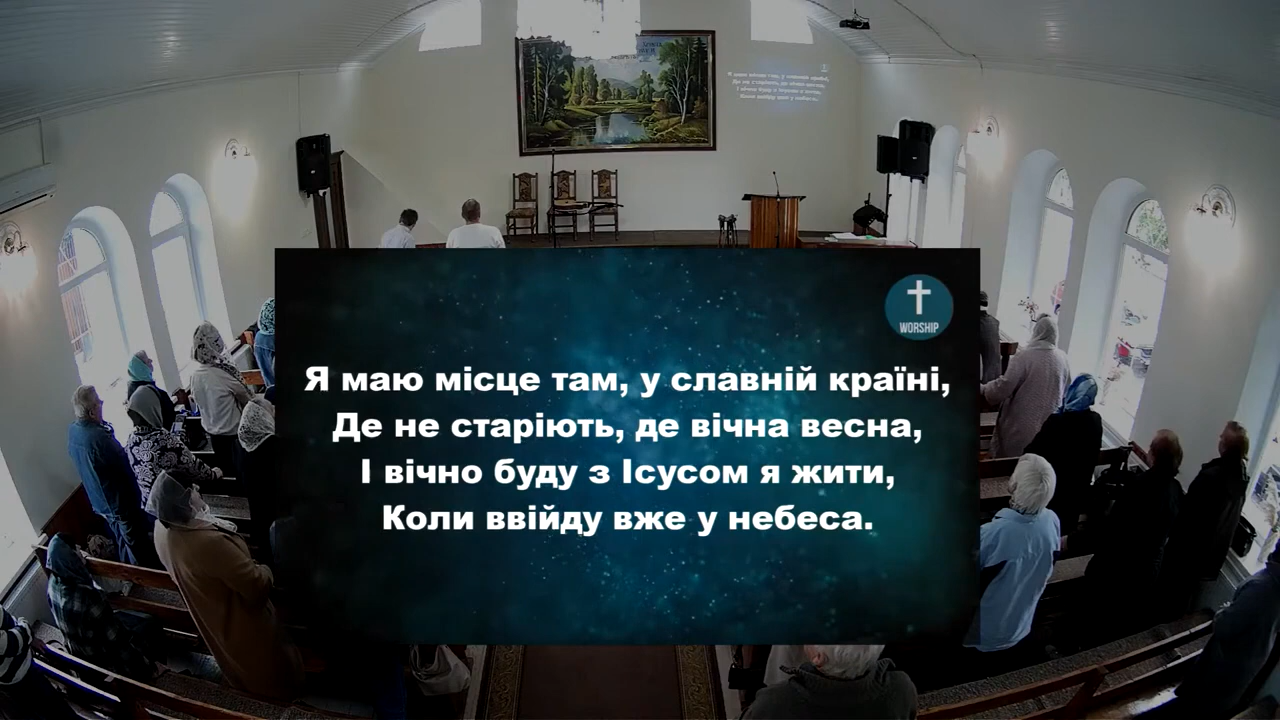 Я маю місце там, у славній країні,
Де не старіють, де вічна весна,
І вічно буду з Ісусом я жити,
Коли ввійду вже у небеса.
WORSHIP